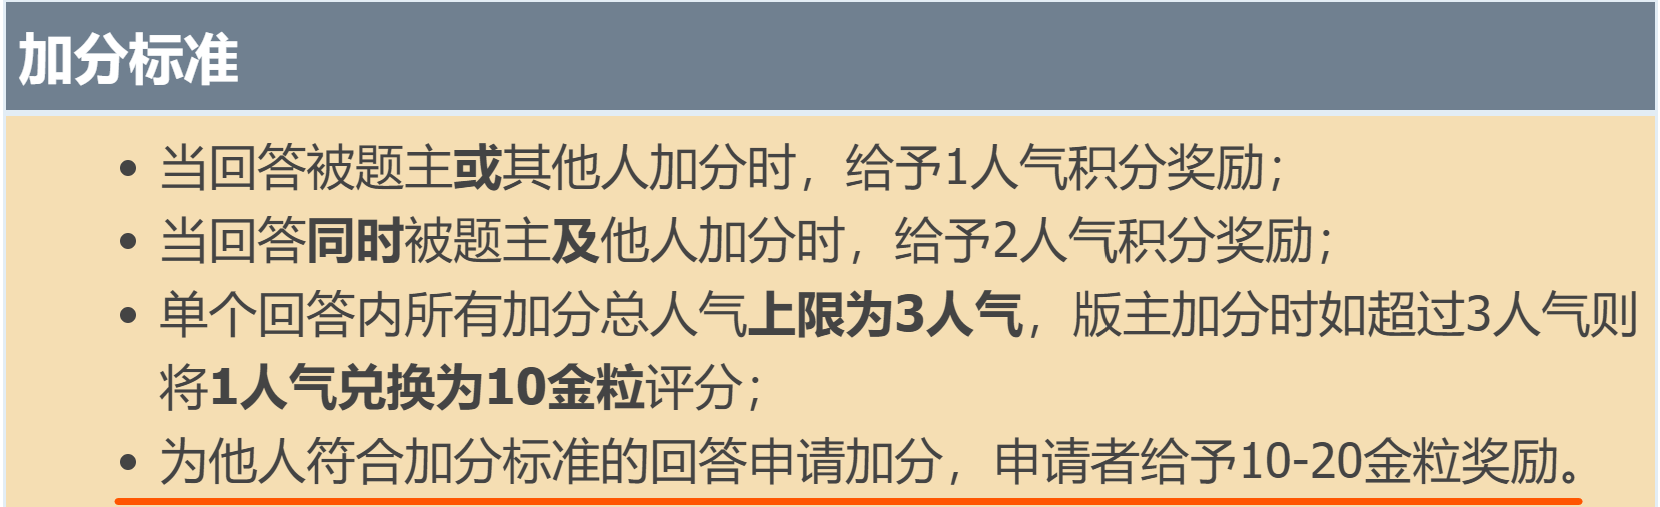 加分标准
• 当回答被题主或其他人加分时，给予1人气积分奖励；
• 当回答同时被题主及他人加分时，给予2人气积分奖励；
• 单个回答内所有加分总人气上限为3人气，版主加分时如超过3人气则
将1人气兑换为10金粒评分；
• 为他人符合加分标准的回答申请加分，申请者给予10-20金粒奖励。